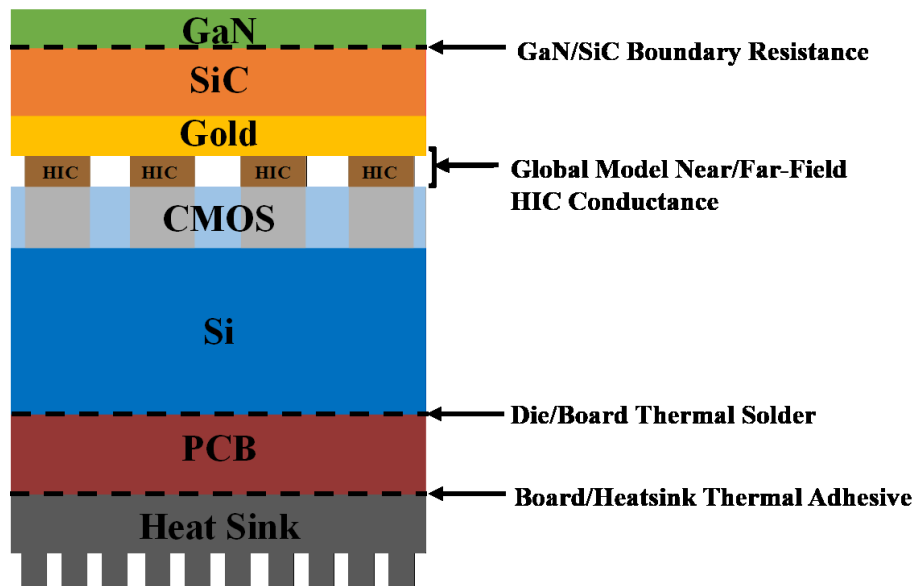 GaN
GaN/SiC Boundary Resistance
SiC
Gold
HIC HIC HIC HIC
Global Model Near/Far-Field
HIC Conductance
CMOS
Si
Die/Board Thermal Solder
PCB
Board/Heatsink Thermal Adhesive
Heat Sink